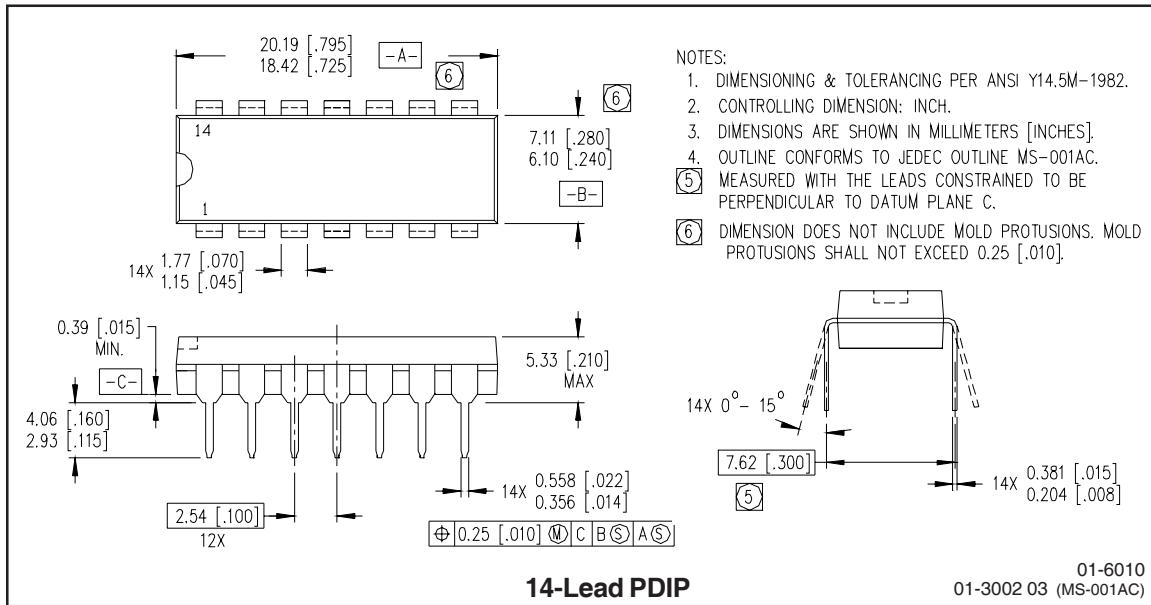 20.19 [.795]
18.42 [.725]
-A-
6
6
14
1
7.11 [.280]
6.10 [.240]
-B-
14X 1.77 [.070]
1.15 [.045]
NOTES:
1. DIMENSIONING & TOLERANCING PER ANSI Y14.5M-1982.
2. CONTROLLING DIMENSION: INCH.
3. DIMENSIONS ARE SHOWN IN MILLIMETERS [INCHES].
4. OUTLINE CONFORMS TO JEDEC OUTLINE MS-001AC.
5 MEASURED WITH THE LEADS CONSTRAINED TO BE
PERPENDICULAR TO DATUM PLANE C.
6 DIMENSION DOES NOT INCLUDE MOLD PROTUSIONS. MOLD
PROTUSIONS SHALL NOT EXCEED 0.25 [.010].
0.39 [.015]
MIN.
-C-
4.06 [.160]
2.93 [.115]
5.33 [.210]
MAX
2.54 [.100]
12X
14X 0.558 [.022]
0.356 [.014]
⌖ 0.25 [.010] Ⓜ C B Ⓢ A Ⓢ
14X 0°- 15°
7.62 [.300]
5
14X 0.381 [.015]
0.204 [.008]
14-Lead PDIP
01-6010
01-3002 03 (MS-001AC)